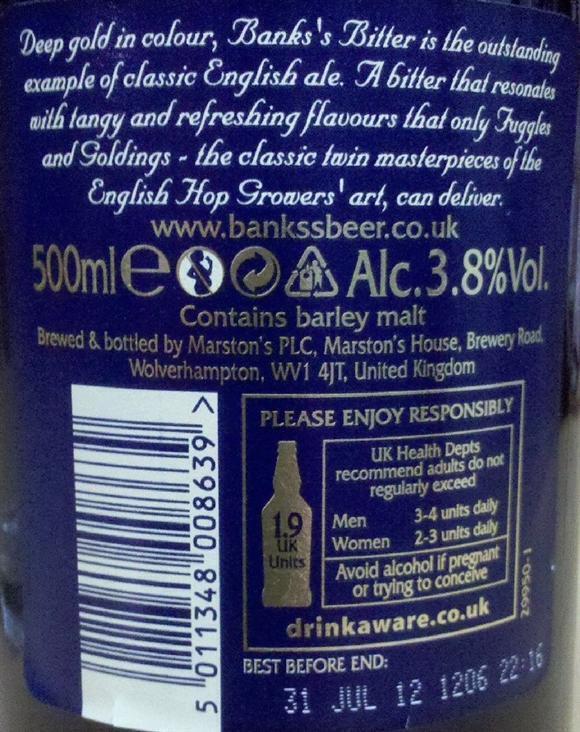 Deep gold in colour, Banks's Bitter is the outstanding
example of classic English ale. A bitter that resonates
with tangy and refreshing flavours that only Fuggles
and Goldings - the classic twin masterpieces of the
English Hop Growers' art, can deliver.
www.bankssbeer.co.uk
500ml e Alc.3.8%Vol.
Contains barley malt
Brewed & bottled by Marston's PLC, Marston's House, Brewery Road,
Wolverhampton, WV1 4JT, United Kingdom
5 011348 008639 >
PLEASE ENJOY RESPONSIBLY
1.9
UK
Units
UK Health Depts
recommend adults do not
regularly exceed
Men 3-4 units daily
Women 2-3 units daily
Avoid alcohol if pregnant
or trying to conceive
drinkaware.co.uk
29950-1
BEST BEFORE END:
31 JUL 12 1206 22:16